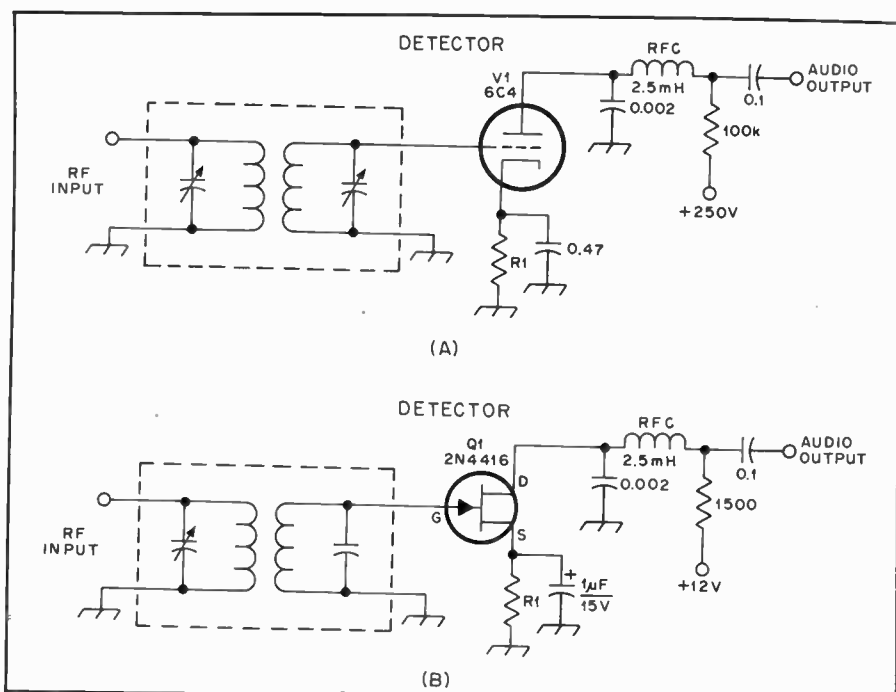 DETECTOR
V1
6C4
RFC
2.5mH
0.002
0.1
AUDIO
OUTPUT
100k
+250V
RF
INPUT
R1
0.47
(A)
DETECTOR
Q1
2N4416
D
G
S
RFC
2.5mH
0.002
0.1
AUDIO
OUTPUT
1500
+12V
RF
INPUT
R1
+
1µF
15V
(B)